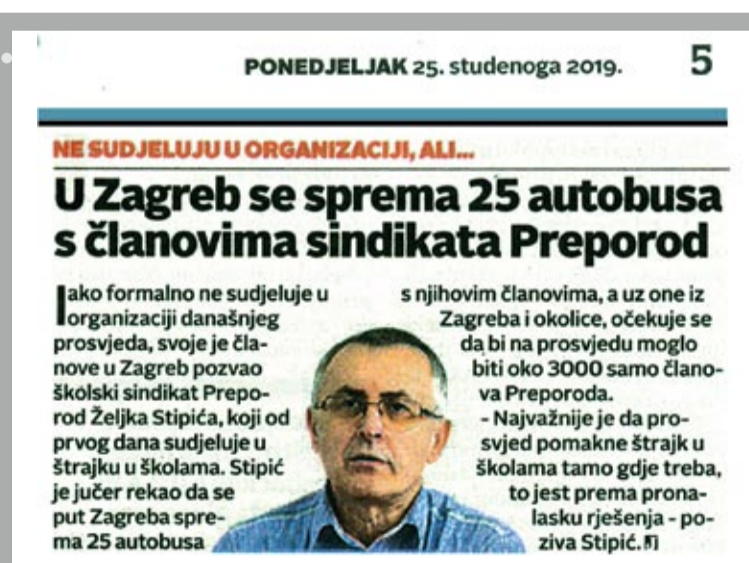 PONEDJELJAK 25. studenoga 2019.
5
NE SUDJELUJU U ORGANIZACIJI, ALI...
U Zagreb se sprema 25 autobusa
s članovima sindikata Preporod
Iako formalno ne sudjeluje u
organizaciji današnjeg
prosvjeda, svoje je čla-
nove u Zagreb pozvao
školski sindikat Prepo-
rod Željka Stipića, koji od
prvog dana sudjeluje u
štrajku u školama. Stipić
je jučer rekao da se
put Zagreba spre-
ma 25 autobusa
s njihovim članovima, a uz one iz
Zagreba i okolice, očekuje se
da bi na prosvjedu moglo
biti oko 3000 samo člano-
va Preporoda.
- Najvažnije je da pro-
svjed pomakne štrajk u
školama tamo gdje treba,
to jest prema prona-
lasku rješenja - po-
ziva Stipić.